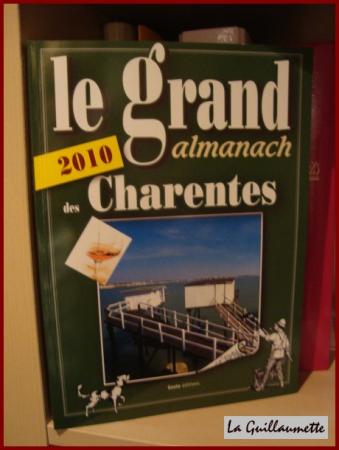 le grand
2010
almanach
des Charentes
La Guillaumette